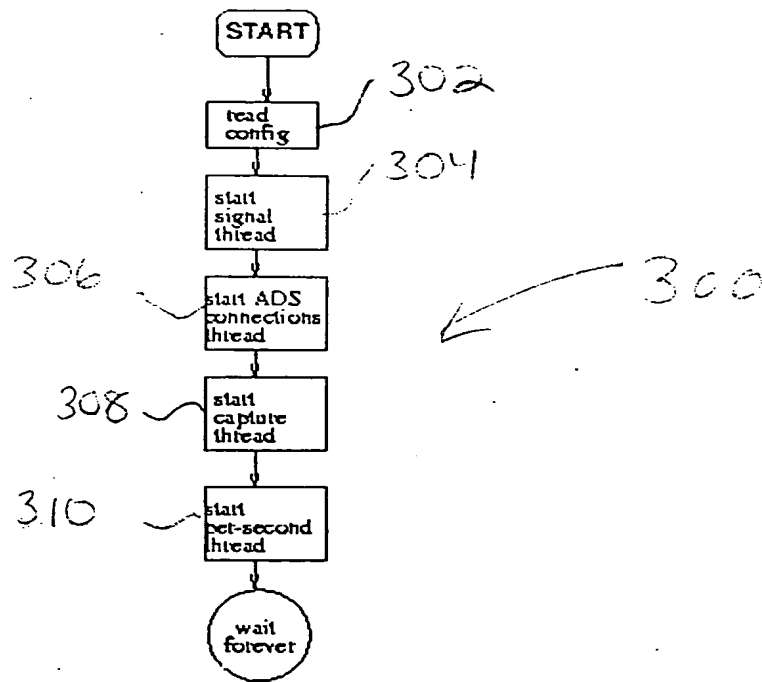 START
read
config
302
start
signal
thread
304
306
start ADS
connections
thread
300
308
start
capture
thread
310
start
per-second
thread
wait
forever